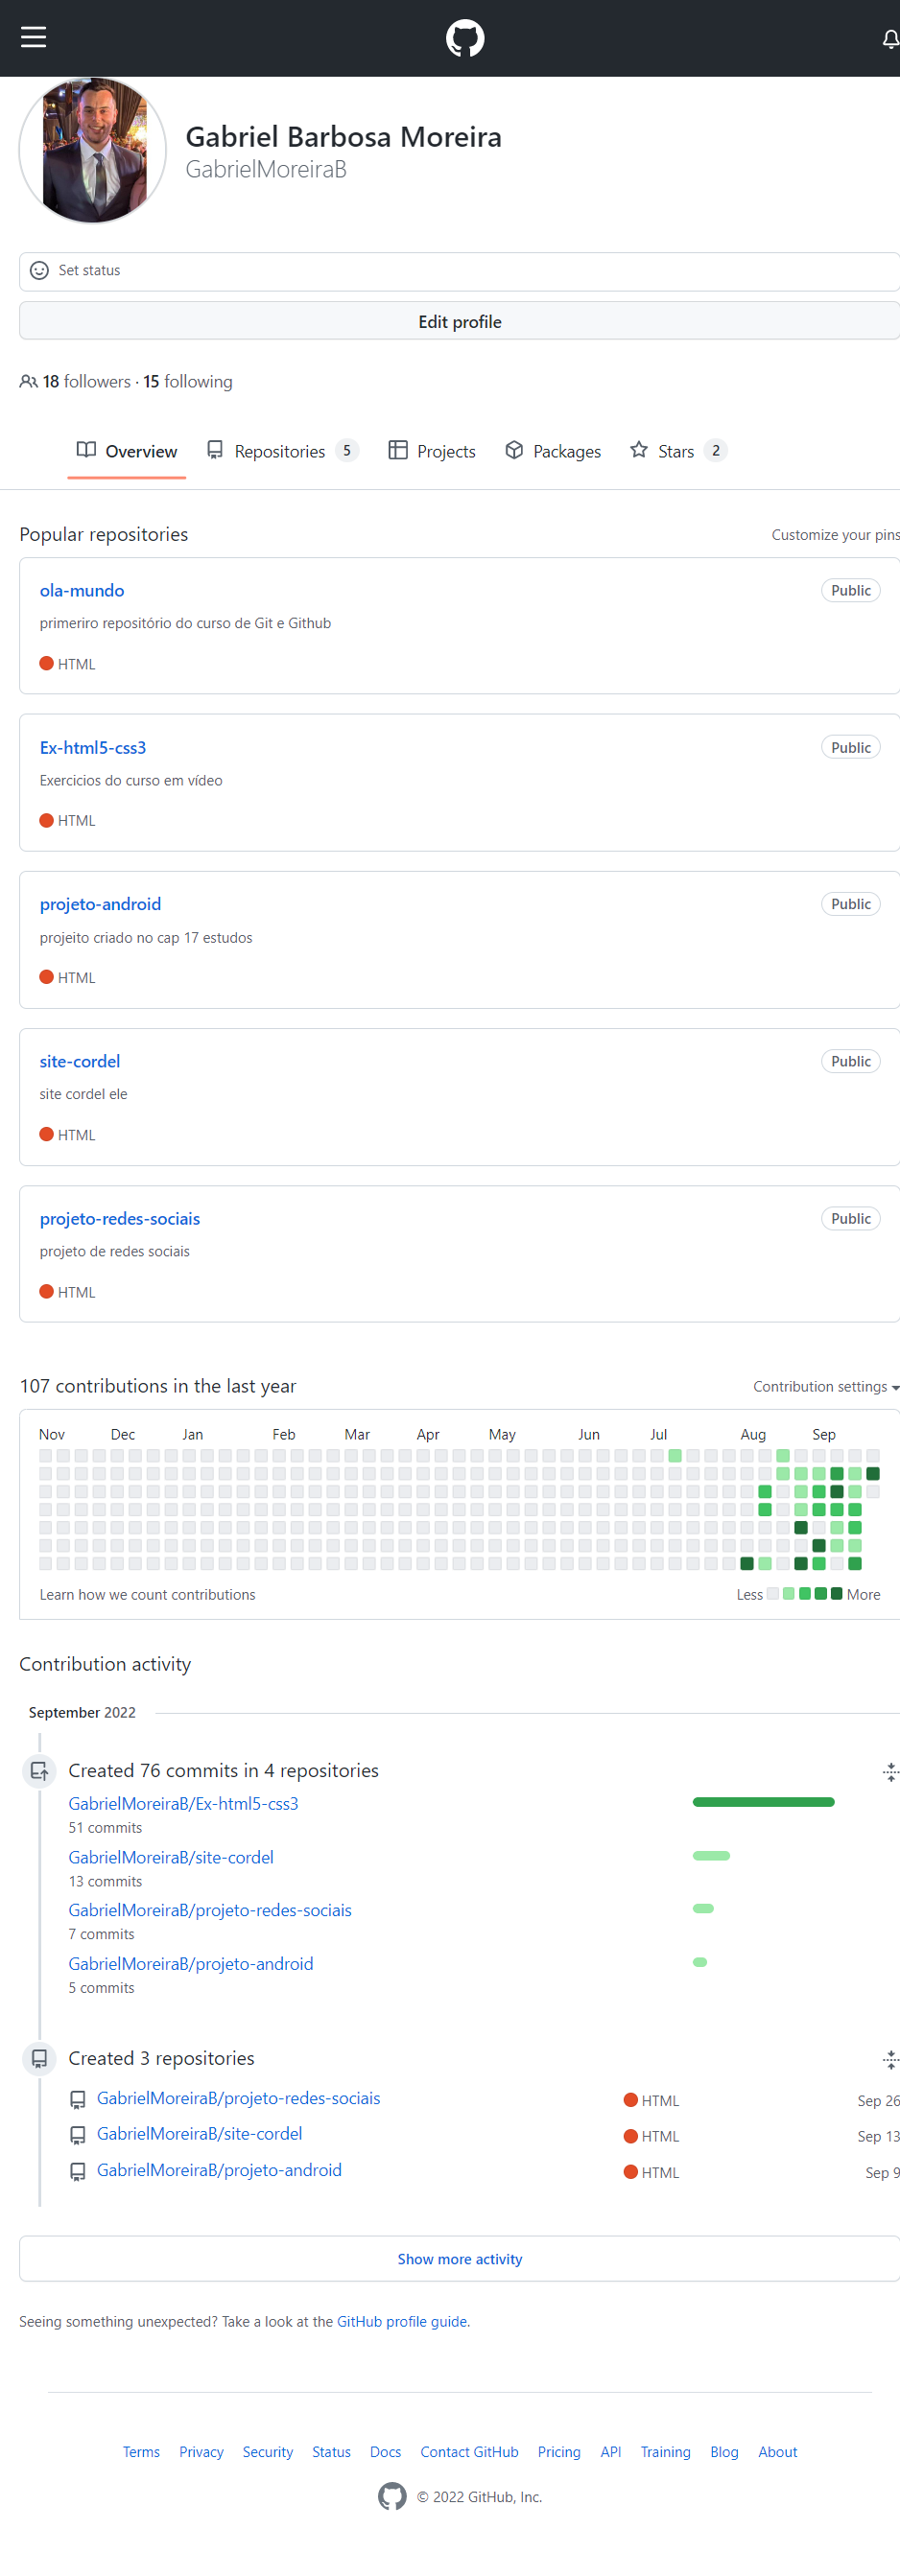 Gabriel Barbosa Moreira
GabrielMoreiraB
Set status
Edit profile
18 followers · 15 following
Overview Repositories 5 Projects Packages Stars 2
Popular repositories Customize your pins
ola-mundo Public
primeriro repositório do curso de Git e Github
HTML
Ex-html5-css3 Public
Exercicios do curso em vídeo
HTML
projeto-android Public
projeito criado no cap 17 estudos
HTML
site-cordel Public
site cordel ele
HTML
projeto-redes-sociais Public
projeto de redes sociais
HTML
107 contributions in the last year Contribution settings
Nov Dec Jan Feb Mar Apr May Jun Jul Aug Sep
Learn how we count contributions Less More
Contribution activity
September 2022
Created 76 commits in 4 repositories
GabrielMoreiraB/Ex-html5-css3
51 commits
GabrielMoreiraB/site-cordel
13 commits
GabrielMoreiraB/projeto-redes-sociais
7 commits
GabrielMoreiraB/projeto-android
5 commits
Created 3 repositories
GabrielMoreiraB/projeto-redes-sociais HTML Sep 26
GabrielMoreiraB/site-cordel HTML Sep 13
GabrielMoreiraB/projeto-android HTML Sep 9
Show more activity
Seeing something unexpected? Take a look at the GitHub profile guide.
Terms Privacy Security Status Docs Contact GitHub Pricing API Training Blog About
© 2022 GitHub, Inc.